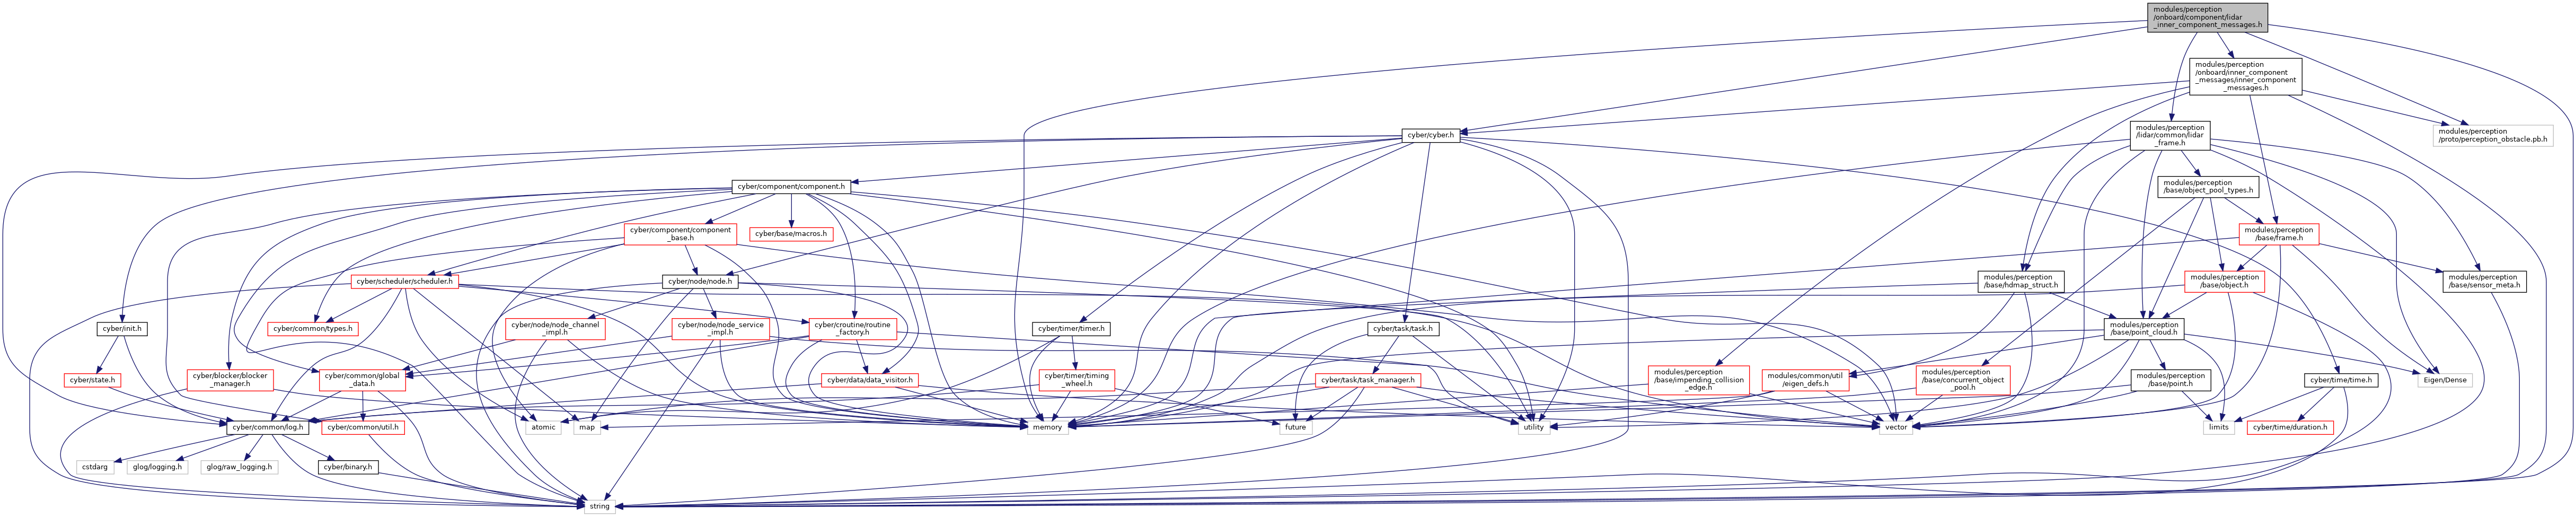 modules/perception
/onboard/component/lidar
_inner_component_messages.h
modules/perception
/onboard/inner_component
_messages/inner_component
_messages.h
cyber/cyber.h
modules/perception
/lidar/common/lidar
_frame.h
modules/perception
/proto/perception_obstacle.pb.h
cyber/component/component.h
modules/perception
/base/object_pool_types.h
cyber/component/component
_base.h
cyber/base/macros.h
modules/perception
/base/frame.h
cyber/scheduler/scheduler.h
cyber/node/node.h
modules/perception
/base/hdmap_struct.h
modules/perception
/base/object.h
modules/perception
/base/sensor_meta.h
cyber/init.h
cyber/common/types.h
cyber/node/node_channel
_impl.h
cyber/node/node_service
_impl.h
cyber/croutine/routine
_factory.h
cyber/timer/timer.h
cyber/task/task.h
modules/perception
/base/point_cloud.h
cyber/state.h
cyber/blocker/blocker
_manager.h
cyber/common/global
_data.h
cyber/data/data_visitor.h
cyber/timer/timing
_wheel.h
cyber/task/task_manager.h
modules/perception
/base/impending_collision
_edge.h
modules/common/util
/eigen_defs.h
modules/perception
/base/concurrent_object
_pool.h
modules/perception
/base/point.h
cyber/time/time.h
Eigen/Dense
cyber/common/log.h
cyber/common/util.h
atomic
map
memory
future
utility
vector
limits
cyber/time/duration.h
cstdarg
glog/logging.h
glog/raw_logging.h
cyber/binary.h
string